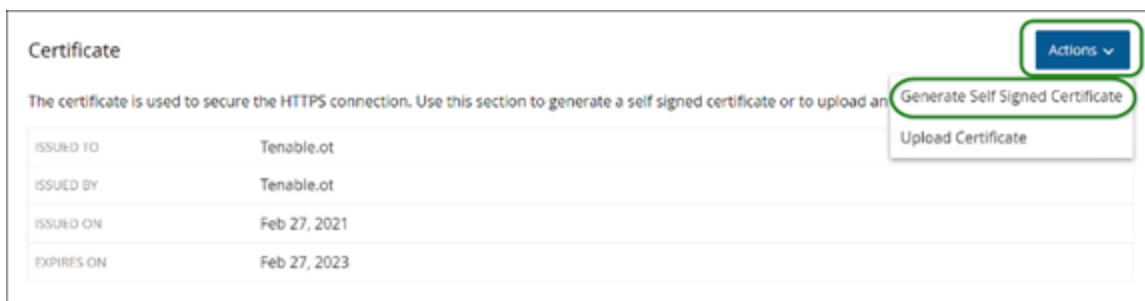 Certificate
Actions
The certificate is used to secure the HTTPS connection. Use this section to generate a self signed certificate or to upload an
Generate Self Signed Certificate
Upload Certificate
ISSUED TO Tenable.ot
ISSUED BY Tenable.ot
ISSUED ON Feb 27, 2021
EXPIRES ON Feb 27, 2023